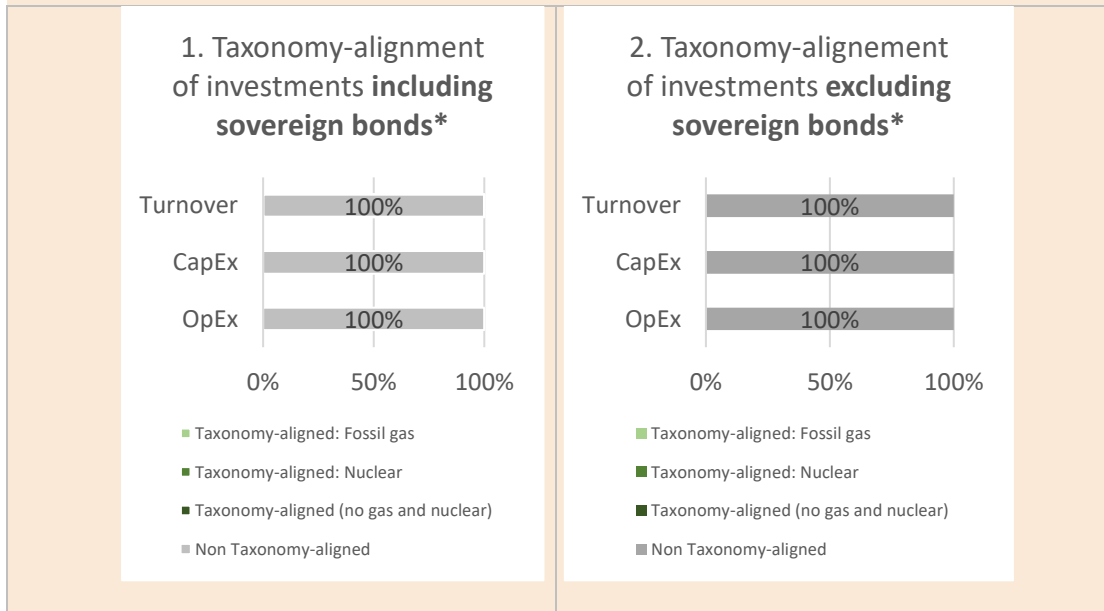 1. Taxonomy-alignment
of investments including
sovereign bonds*
Turnover
100%
CapEx
100%
OpEx
100%
0%
50%
100%
Taxonomy-aligned: Fossil gas
Taxonomy-aligned: Nuclear
Taxonomy-aligned (no gas and nuclear)
Non Taxonomy-aligned
2. Taxonomy-alignement
of investments excluding
sovereign bonds*
Turnover
100%
CapEx
100%
OpEx
100%
0%
50%
100%
Taxonomy-aligned: Fossil gas
Taxonomy-aligned: Nuclear
Taxonomy-aligned (no gas and nuclear)
Non Taxonomy-aligned